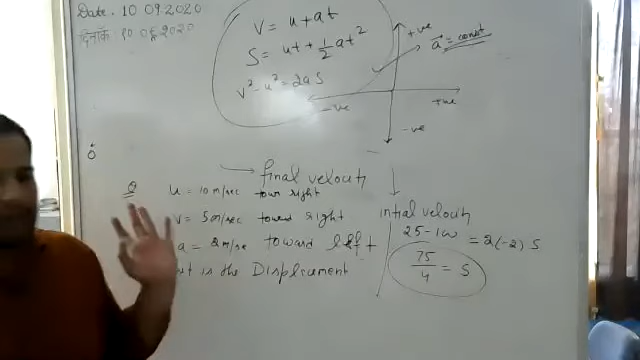 Date. 10 09 2020
दिनाँक 10 09 2020
V = u + at
S = ut + 1/2 at²
V² - u² = 2as
+ve
a⃗ = const
-ve
+ve
-ve
final velocity
Q u = 10 m/sec towa right
v = 5 m/sec toward right
a = 2 m/sec toward left
is the Displacement
initial velocity
25 - 100 = 2(-2) S
75/4 = S